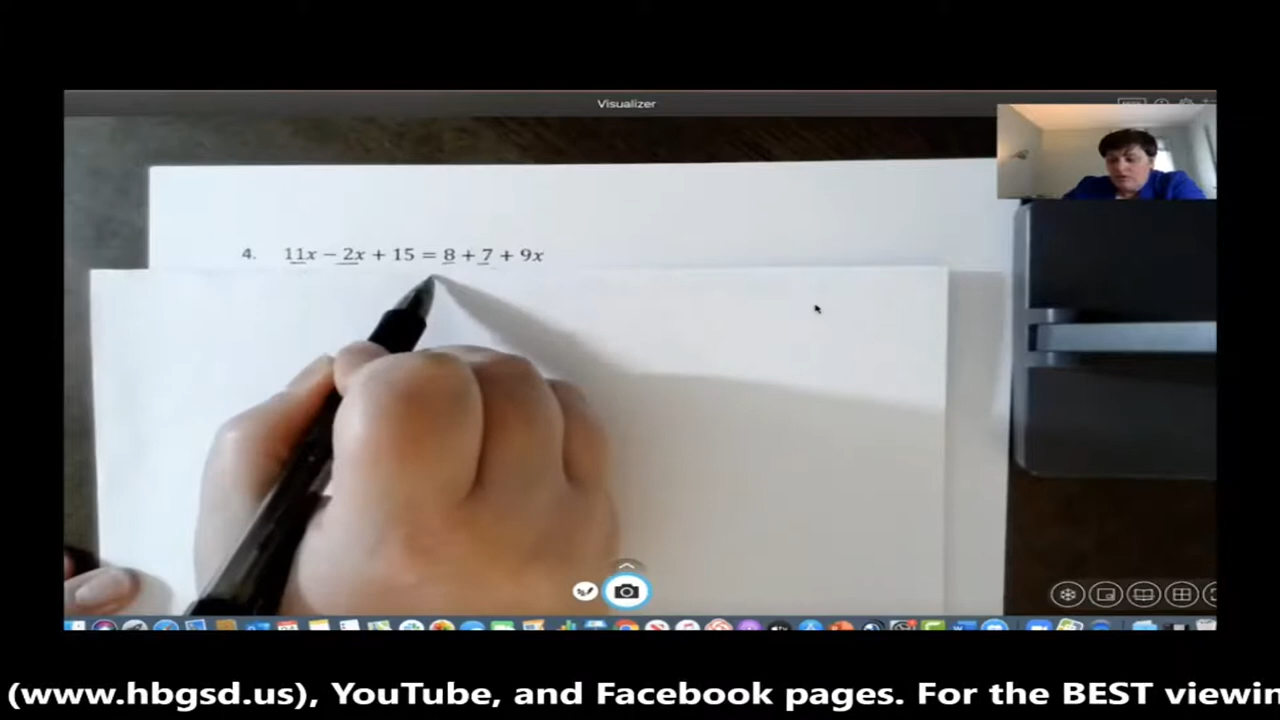 Visualizer
4. 11x − 2x + 15 = 8 + 7 + 9x
(www.hbgsd.us), YouTube, and Facebook pages. For the BEST viewin